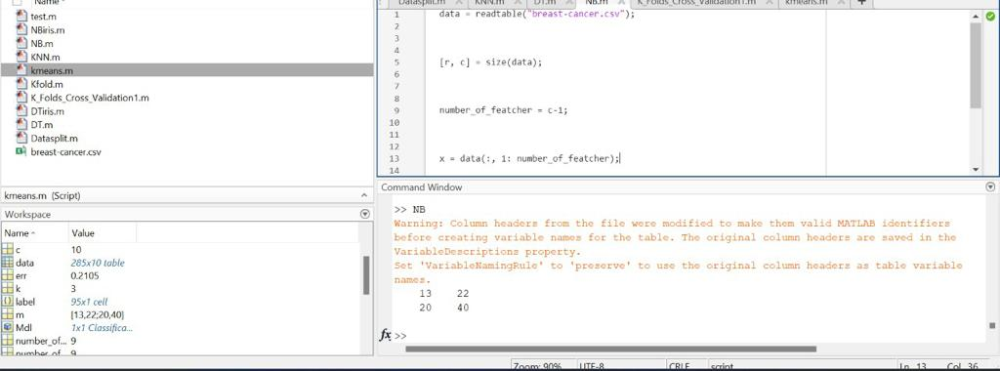 Name
test.m
NBiris.m
NB.m
KNN.m
kmeans.m
Kfold.m
K_Folds_Cross_Validation1.m
DTiris.m
DT.m
Datasplit.m
breast-cancer.csv
kmeans.m (Script)
Workspace
Name Value
c 10
data 285x10 table
err 0.2105
k 3
label 95x1 cell
m [13,22;20,40]
Mdl 1x1 Classifica...
number_of... 9
number_of 9
Datasplit.m KNN.m DT.m NB.m K_Folds_Cross_Validation1.m kmeans.m +
1 data = readtable("breast-cancer.csv");
2
3
4
5 [r, c] = size(data);
6
7
8
9 number_of_featcher = c-1;
10
11
12
13 x = data(:, 1: number_of_featcher);
14
Command Window
>> NB
Warning: Column headers from the file were modified to make them valid MATLAB identifiers
before creating variable names for the table. The original column headers are saved in the
VariableDescriptions property.
Set 'VariableNamingRule' to 'preserve' to use the original column headers as table variable
names.
13 22
20 40
fx >>
Zoom: 90% UTF-8 CRLF script Ln 13 Col 36